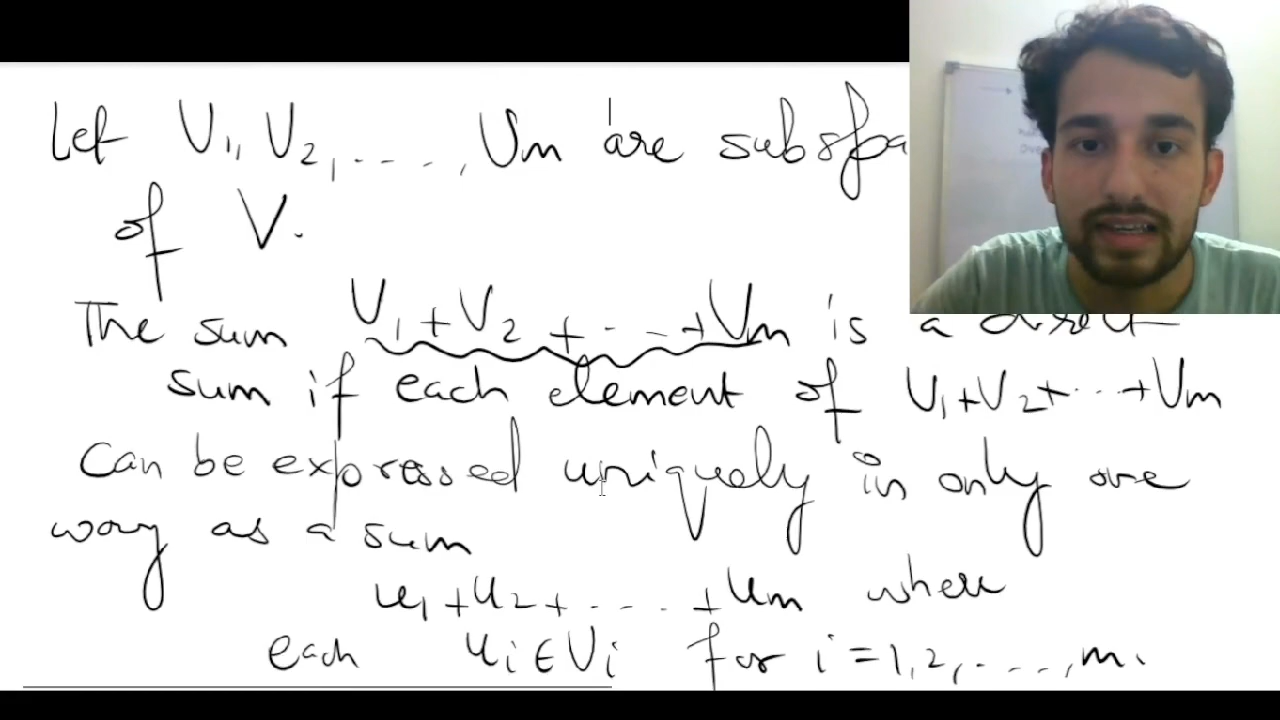 Let U₁, U₂, ...., Um are subspa
of V.
The sum U₁+U₂+...+Um is a direct
sum if each element of U₁+U₂+...+Um
can be expressed uniquely in only one
way as a sum
u₁+u₂+....+um where
each ui∈Ui for i=1,2,....,m.